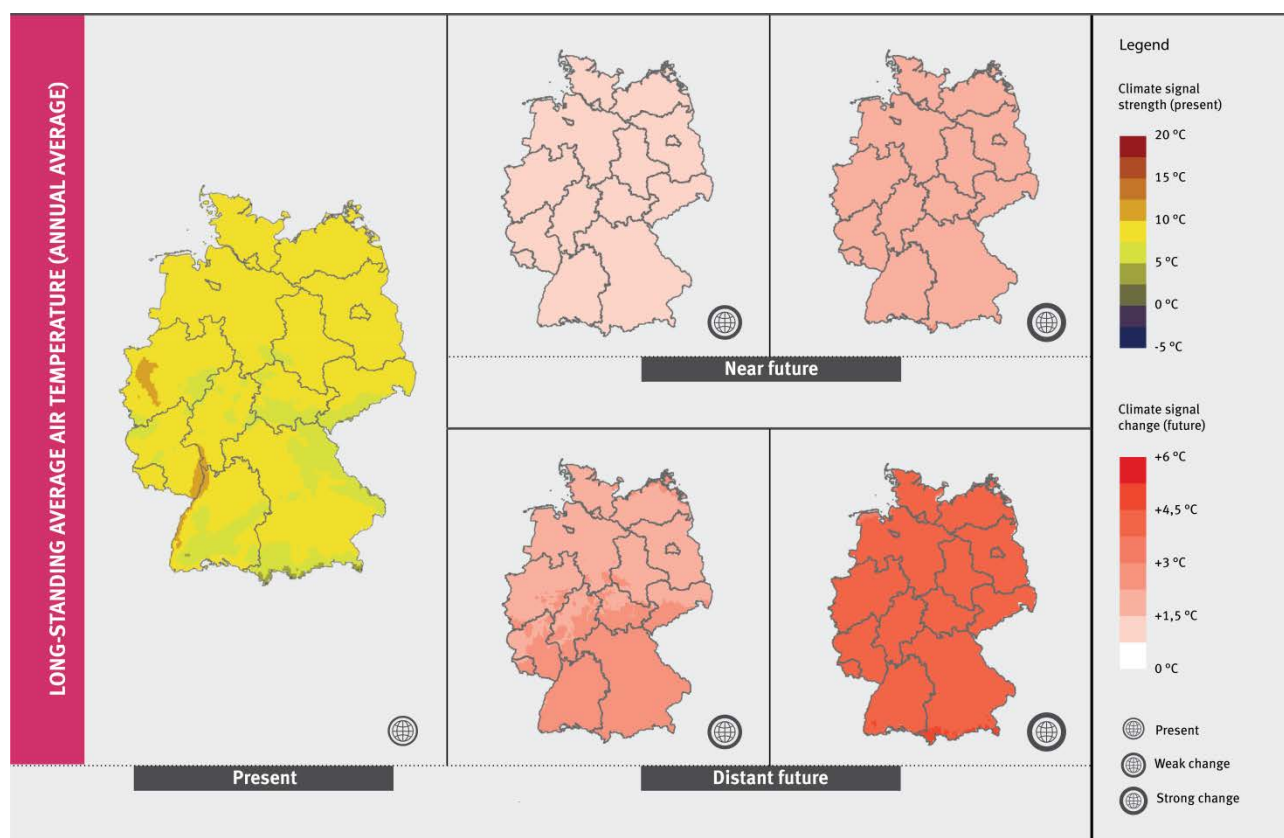 LONG-STANDING AVERAGE AIR TEMPERATURE (ANNUAL AVERAGE)
Present
Near future
Distant future
Legend
Climate signal
strength (present)
20 °C
15 °C
10 °C
5 °C
0 °C
-5 °C
Climate signal
change (future)
+6 °C
+4,5 °C
+3 °C
+1,5 °C
0 °C
Present
Weak change
Strong change